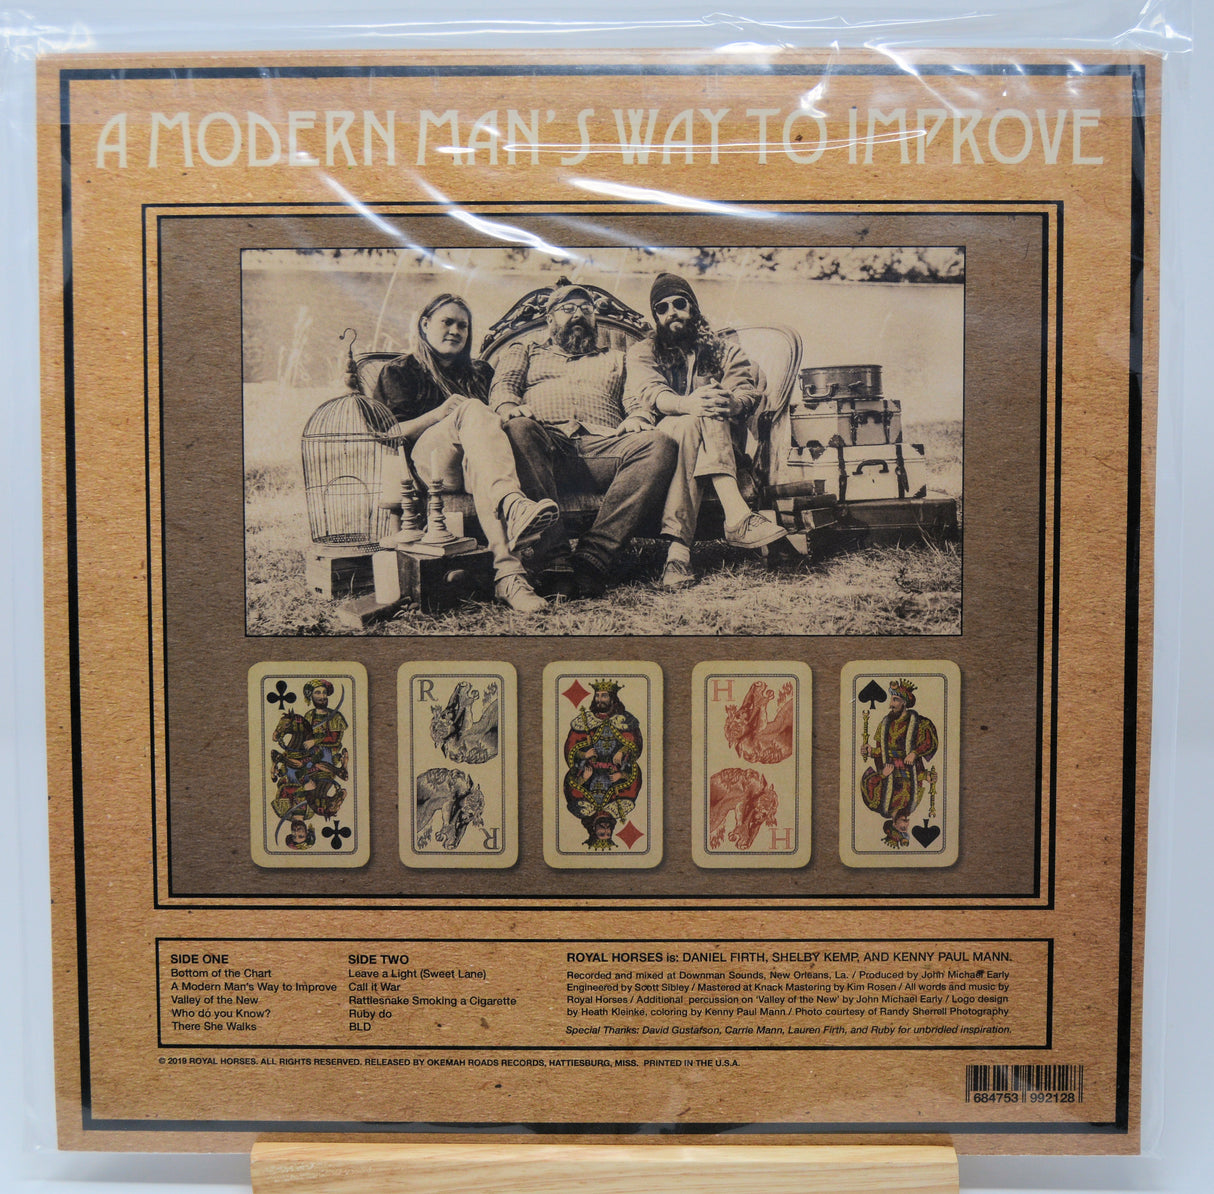 A MODERN MAN'S WAY TO IMPROVE
R
H
R
H
SIDE ONE
Bottom of the Chart
A Modern Man's Way to Improve
Valley of the New
Who do you Know?
There She Walks
SIDE TWO
Leave a Light (Sweet Lane)
Call it War
Rattlesnake Smoking a Cigarette
Ruby do
BLD
ROYAL HORSES is: DANIEL FIRTH, SHELBY KEMP, AND KENNY PAUL MANN.
Recorded and mixed at Downman Sounds, New Orleans, La. / Produced by John Michael Early
Engineered by Scott Sibley / Mastered at Knack Mastering by Kim Rosen / All words and music by
Royal Horses / Additional percussion on 'Valley of the New' by John Michael Early / Logo design
by Heath Kleinke, coloring by Kenny Paul Mann / Photo courtesy of Randy Sherrell Photography
Special Thanks: David Gustafson, Carrie Mann, Lauren Firth, and Ruby for unbridled inspiration.
© 2019 ROYAL HORSES. ALL RIGHTS RESERVED. RELEASED BY OKEMAH ROADS RECORDS, HATTIESBURG, MISS. PRINTED IN THE U.S.A.
684753 992128